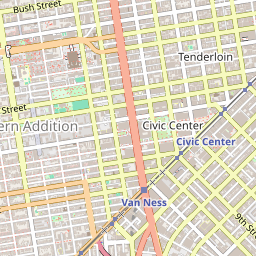 Bush Street
Tenderloin
Street
ern Addition
Civic Center
Civic Center
Van Ness
9th Street